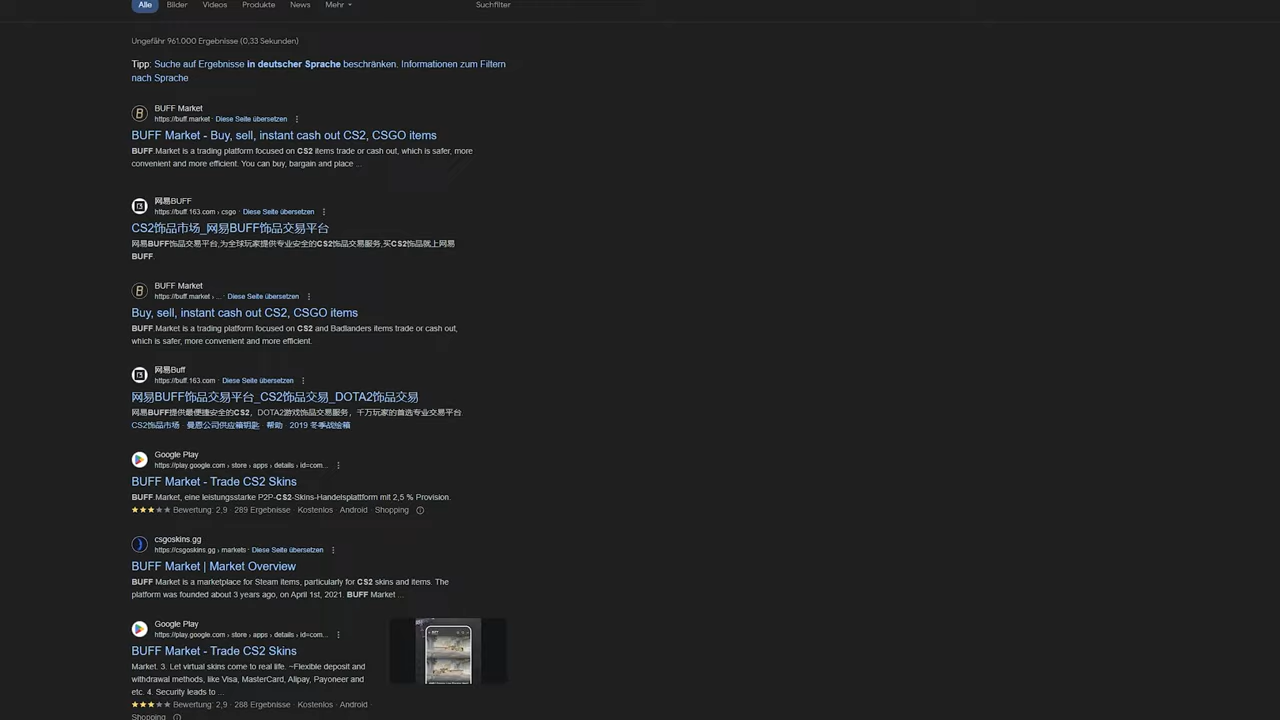 Alle Bilder Videos Produkte News Mehr Suchfilter
Ungefähr 961.000 Ergebnisse (0,33 Sekunden)
Tipp: Suche auf Ergebnisse in deutscher Sprache beschränken. Informationen zum Filtern
nach Sprache
BUFF Market
https://buff.market · Diese Seite übersetzen
BUFF Market - Buy, sell, instant cash out CS2, CSGO items
BUFF Market is a trading platform focused on CS2 items trade or cash out, which is safer, more
convenient and more efficient. You can buy, bargain and place ...
网易BUFF
https://buff.163.com › csgo · Diese Seite übersetzen
CS2饰品市场_网易BUFF饰品交易平台
网易BUFF饰品交易平台,为全球玩家提供专业安全的CS2饰品交易服务,买CS2饰品就上网易
BUFF.
BUFF Market
https://buff.market › ... · Diese Seite übersetzen
Buy, sell, instant cash out CS2, CSGO items
BUFF Market is a trading platform focused on CS2 and Badlanders items trade or cash out,
which is safer, more convenient and more efficient.
网易Buff
https://buff.163.com · Diese Seite übersetzen
网易BUFF饰品交易平台_CS2饰品交易_DOTA2饰品交易
网易BUFF提供最便捷安全的CS2，DOTA2游戏饰品交易服务，千万玩家的首选专业交易平台
CS2饰品市场 · 曼恩公司供应箱钥匙 · 帮助 · 2019 冬季战绘箱
Google Play
https://play.google.com › store › apps › details › id=com...
BUFF Market - Trade CS2 Skins
BUFF Market, eine leistungsstarke P2P-CS2-Skins-Handelsplattform mit 2,5 % Provision.
Bewertung: 2,9 · 289 Ergebnisse · Kostenlos · Android · Shopping
csgoskins.gg
https://csgoskins.gg › markets · Diese Seite übersetzen
BUFF Market | Market Overview
BUFF Market is a marketplace for Steam items, particularly for CS2 skins and items. The
platform was founded about 3 years ago, on April 1st, 2021. BUFF Market ...
Google Play
https://play.google.com › store › apps › details › id=com...
BUFF Market - Trade CS2 Skins
Market. 3. Let virtual skins come to real life. ~Flexible deposit and
withdrawal methods, like Visa, MasterCard, Alipay, Payoneer and
etc. 4. Security leads to ...
Bewertung: 2,9 · 288 Ergebnisse · Kostenlos · Android ·
Shopping